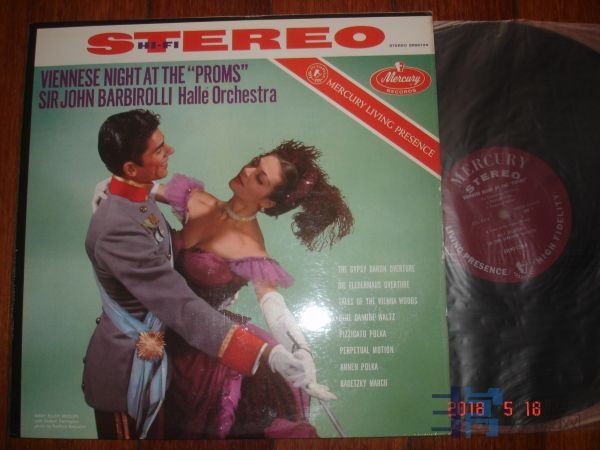 STEREO
HI-FI
STEREO SR90124
VIENNESE NIGHT AT THE "PROMS"
SIR JOHN BARBIROLLI Hallé Orchestra
MERCURY LIVING PRESENCE
Mercury
RECORDS
THE GYPSY BARON OVERTURE
DIE FLEDERMAUS OVERTURE
TALES OF THE VIENNA WOODS
BLUE DANUBE WALTZ
PIZZICATO POLKA
PERPETUAL MOTION
ANNEN POLKA
RADETZKY MARCH
MERCURY
STEREO
LIVING PRESENCE
HIGH FIDELITY
2018 5 18